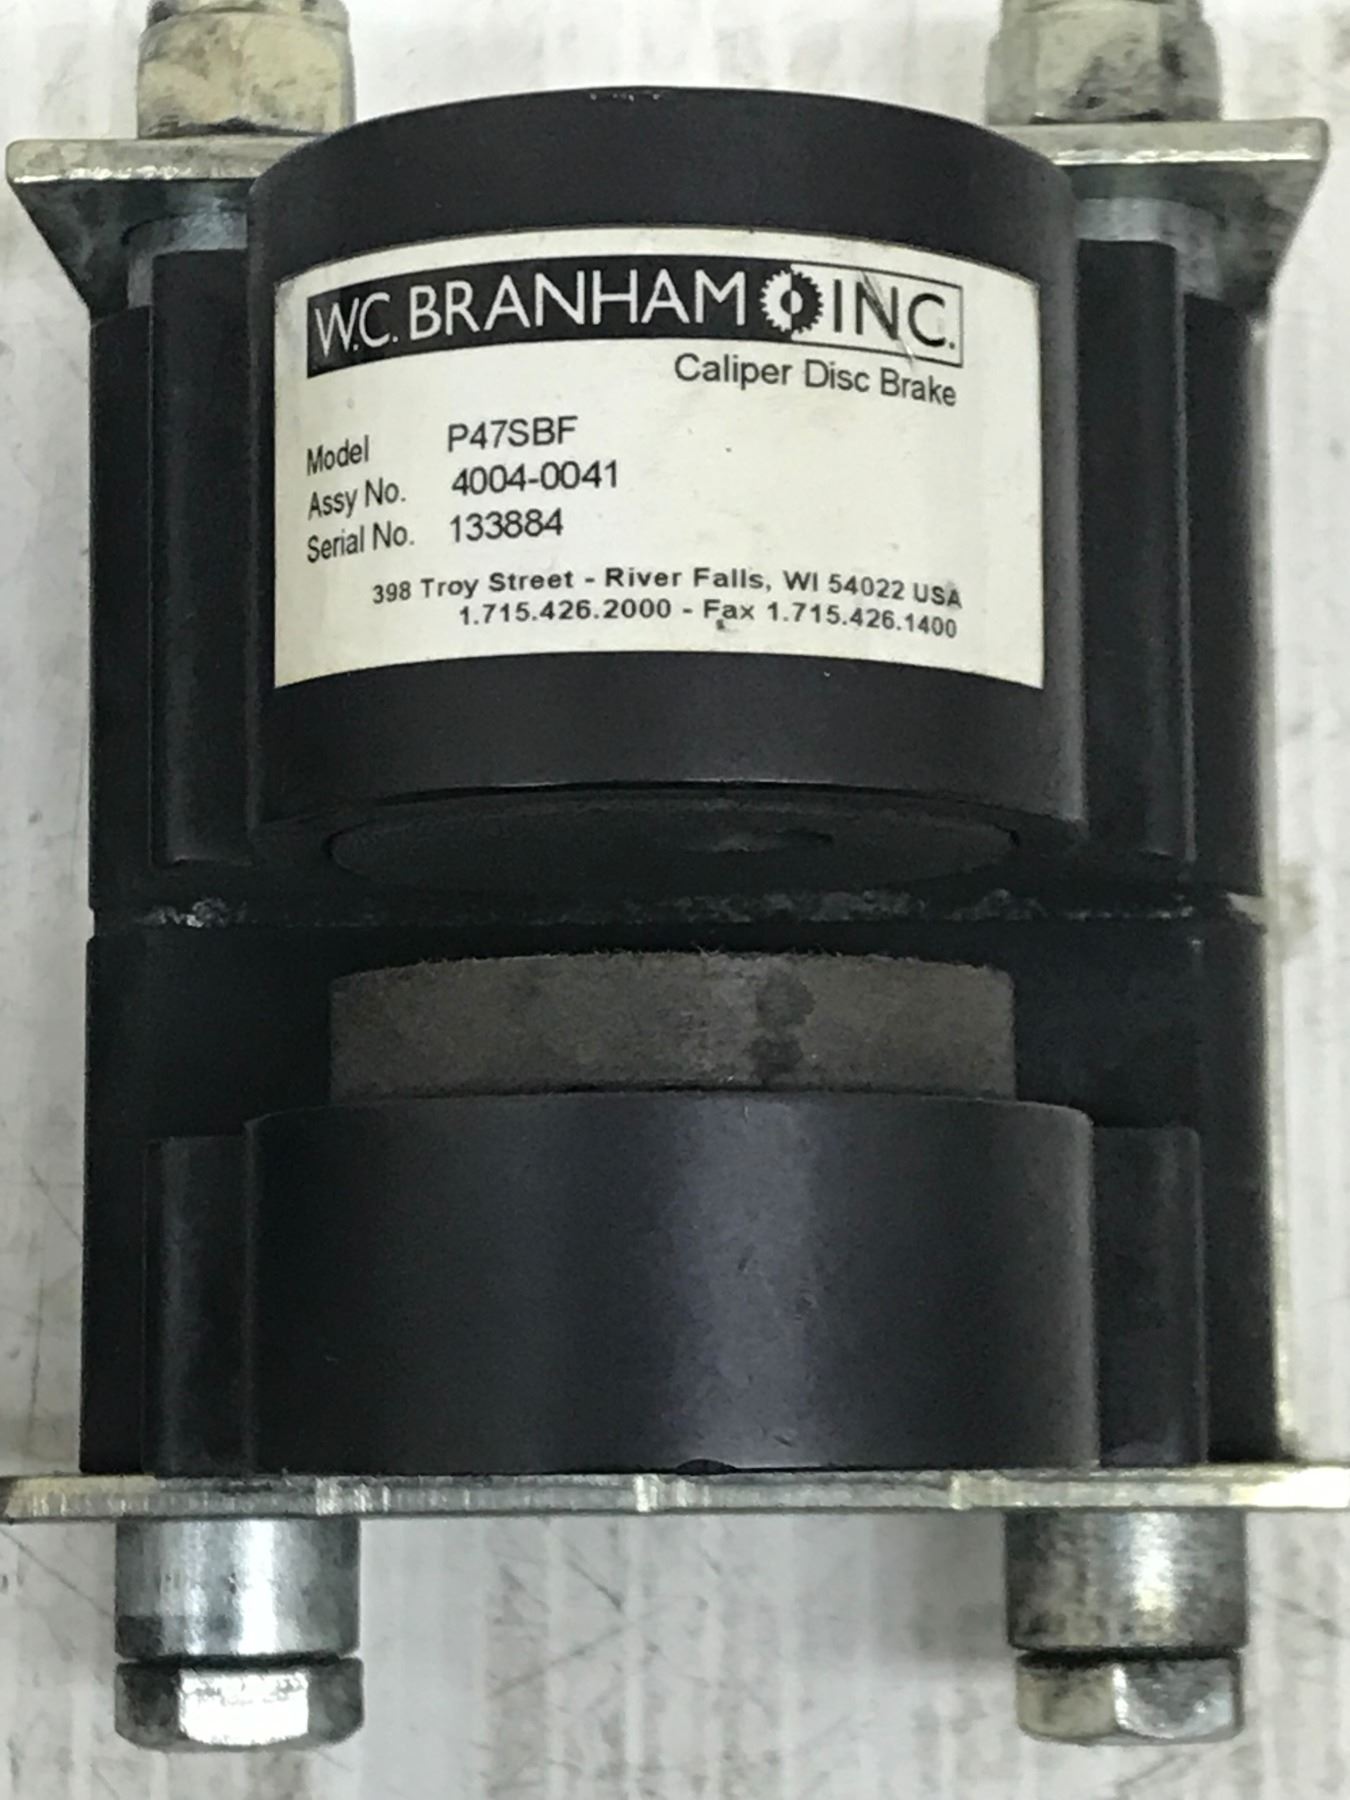 W.C. BRANHAM INC.
Caliper Disc Brake
Model P47SBF
Assy No. 4004-0041
Serial No. 133884
398 Troy Street - River Falls, WI 54022 USA
1.715.426.2000 - Fax 1.715.426.1400